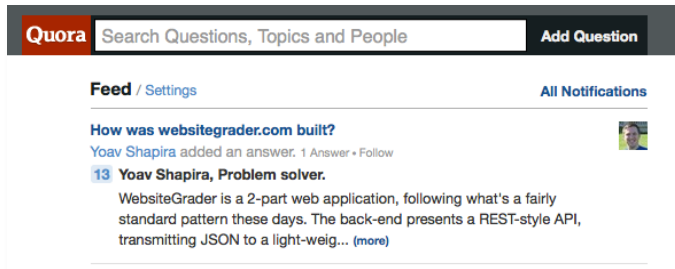 Quora Search Questions, Topics and People Add Question
Feed / Settings All Notifications
How was websitegrader.com built?
Yoav Shapira added an answer. 1 Answer • Follow
13 Yoav Shapira, Problem solver.
WebsiteGrader is a 2-part web application, following what's a fairly
standard pattern these days. The back-end presents a REST-style API,
transmitting JSON to a light-weig... (more)